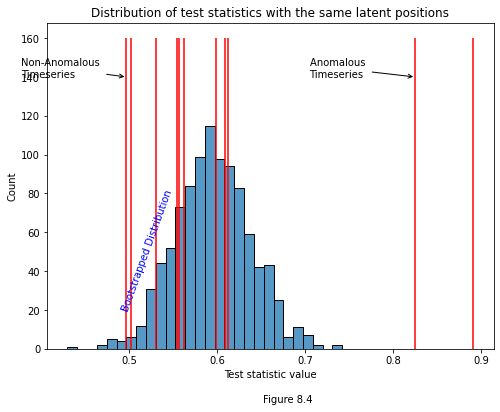 Distribution of test statistics with the same latent positions
160
140
120
100
80
60
40
20
0
Count
Non-Anomalous
Timeseries
Anomalous
Timeseries
Bootstrapped Distribution
0.5
0.6
0.7
0.8
0.9
Test statistic value
Figure 8.4